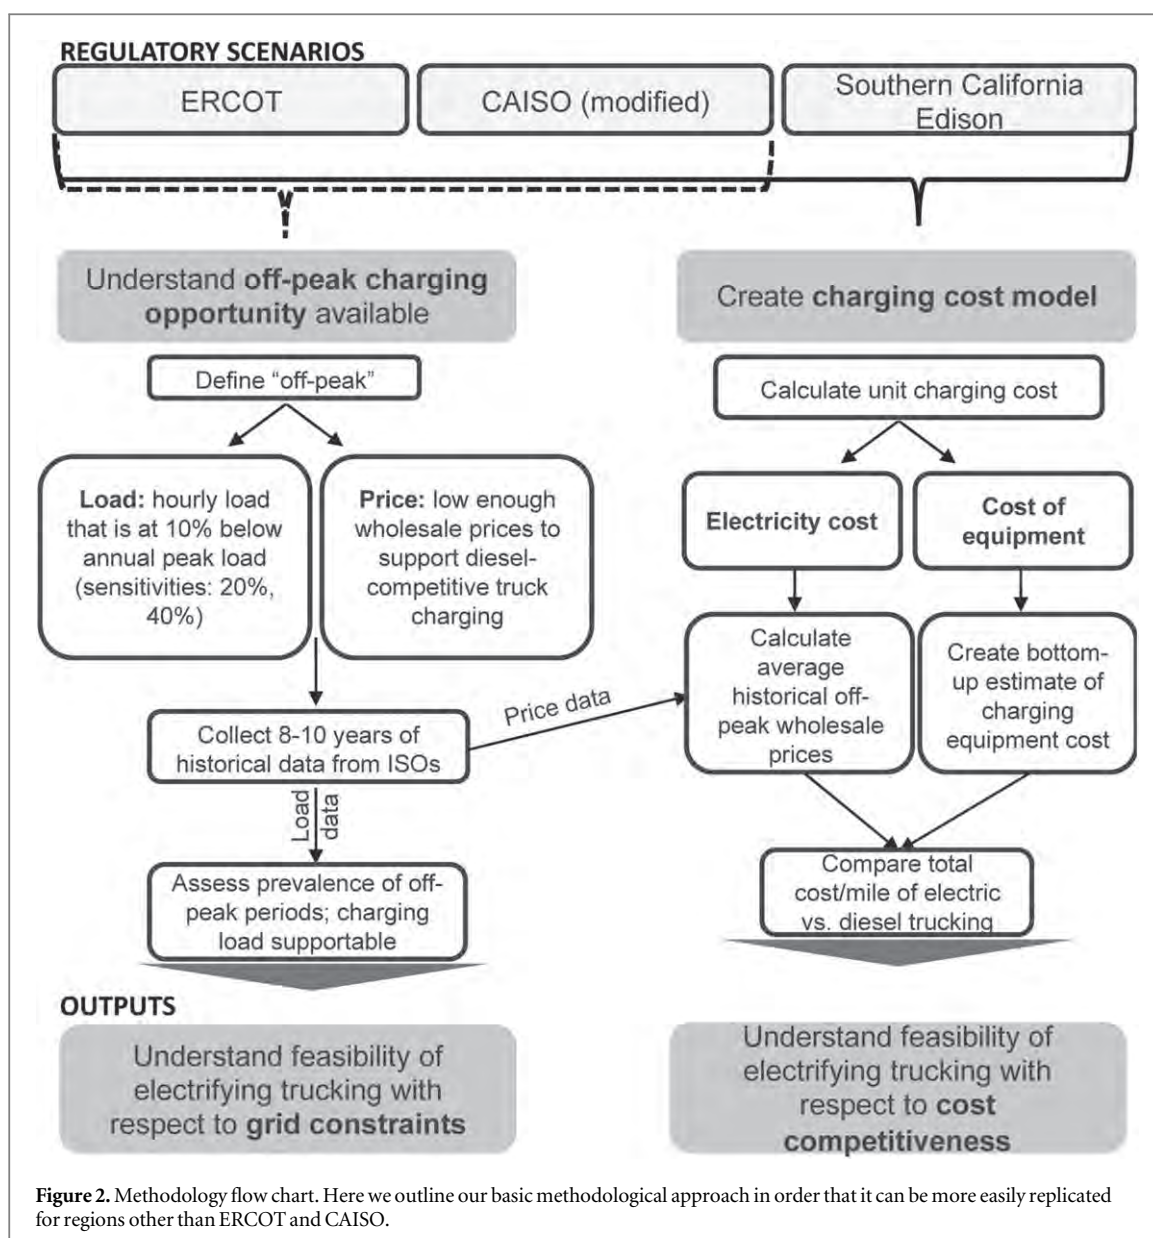 REGULATORY SCENARIOS
ERCOT
CAISO (modified)
Southern California
Edison
Understand off-peak charging
opportunity available
Create charging cost model
Define “off-peak”
Calculate unit charging cost
Load: hourly load
that is at 10% below
annual peak load
(sensitivities: 20%,
40%)
Price: low enough
wholesale prices to
support diesel-
competitive truck
charging
Electricity cost
Cost of
equipment
Collect 8-10 years of
historical data from ISOs
Price data
Calculate
average
historical off-
peak wholesale
prices
Create bottom-
up estimate of
charging
equipment cost
Load
data
Assess prevalence of off-
peak periods; charging
load supportable
Compare total
cost/mile of electric
vs. diesel trucking
OUTPUTS
Understand feasibility of
electrifying trucking with
respect to grid constraints
Understand feasibility of
electrifying trucking with
respect to cost
competitiveness
Figure 2. Methodology flow chart. Here we outline our basic methodological approach in order that it can be more easily replicated
for regions other than ERCOT and CAISO.